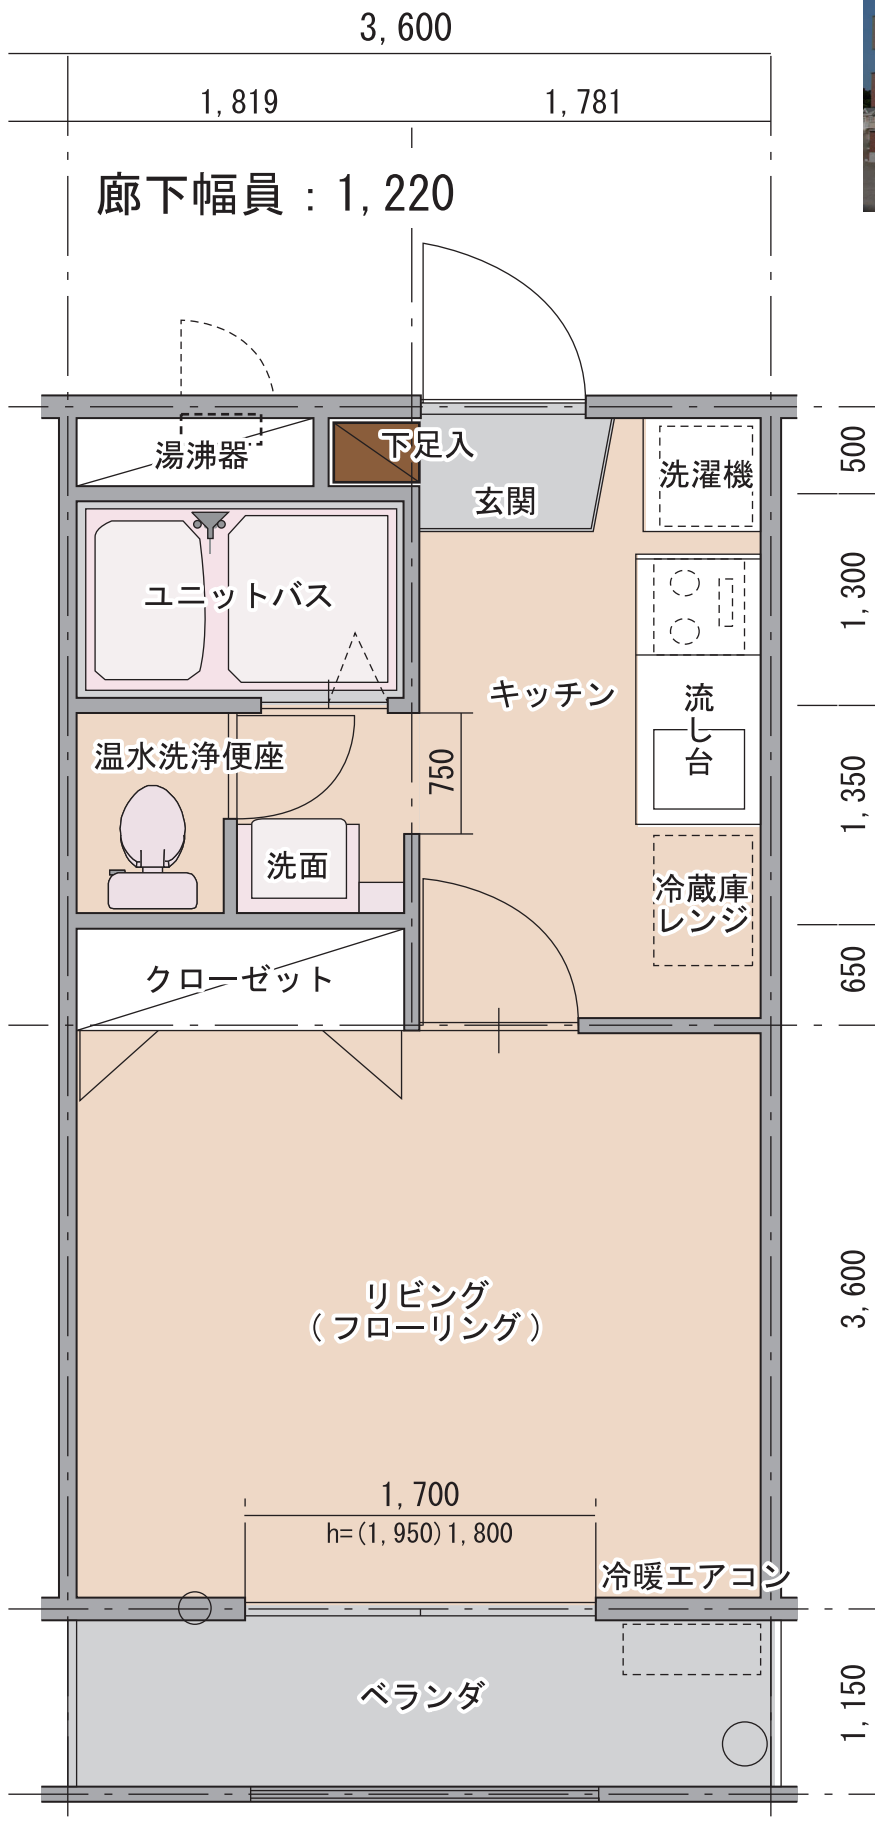 3,600
1,819
1,781
廊下幅員：1,220
湯沸器
下足入
玄関
洗濯機
500
ユニットバス
1,300
キッチン
流し台
温水洗浄便座
750
1,350
洗面
冷蔵庫
レンジ
クローゼット
650
リビング
（フローリング）
3,600
1,700
h=(1,950)1,800
冷暖エアコン
ベランダ
1,150